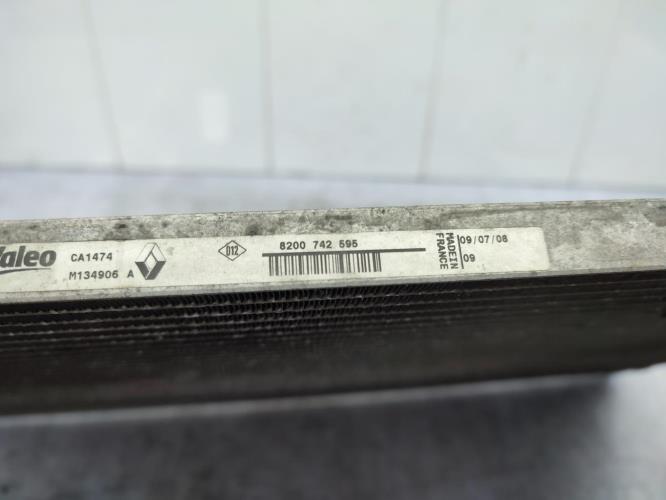 Valeo
CA1474
M134906 A
D12
8200 742 595
MADE IN
FRANCE
09/07/08
09